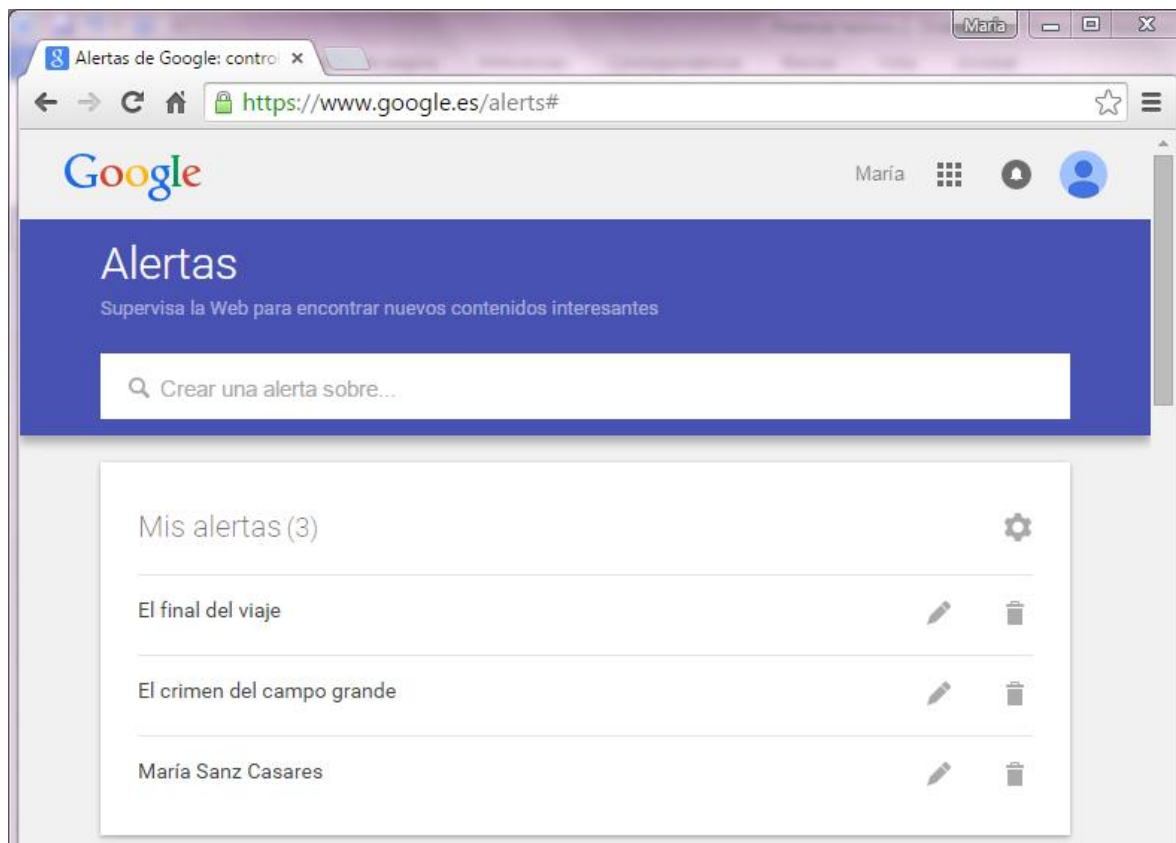 María
Alertas de Google: contro
https://www.google.es/alerts#
Google
María
Alertas
Supervisa la Web para encontrar nuevos contenidos interesantes
Crear una alerta sobre...
Mis alertas (3)
El final del viaje
El crimen del campo grande
María Sanz Casares